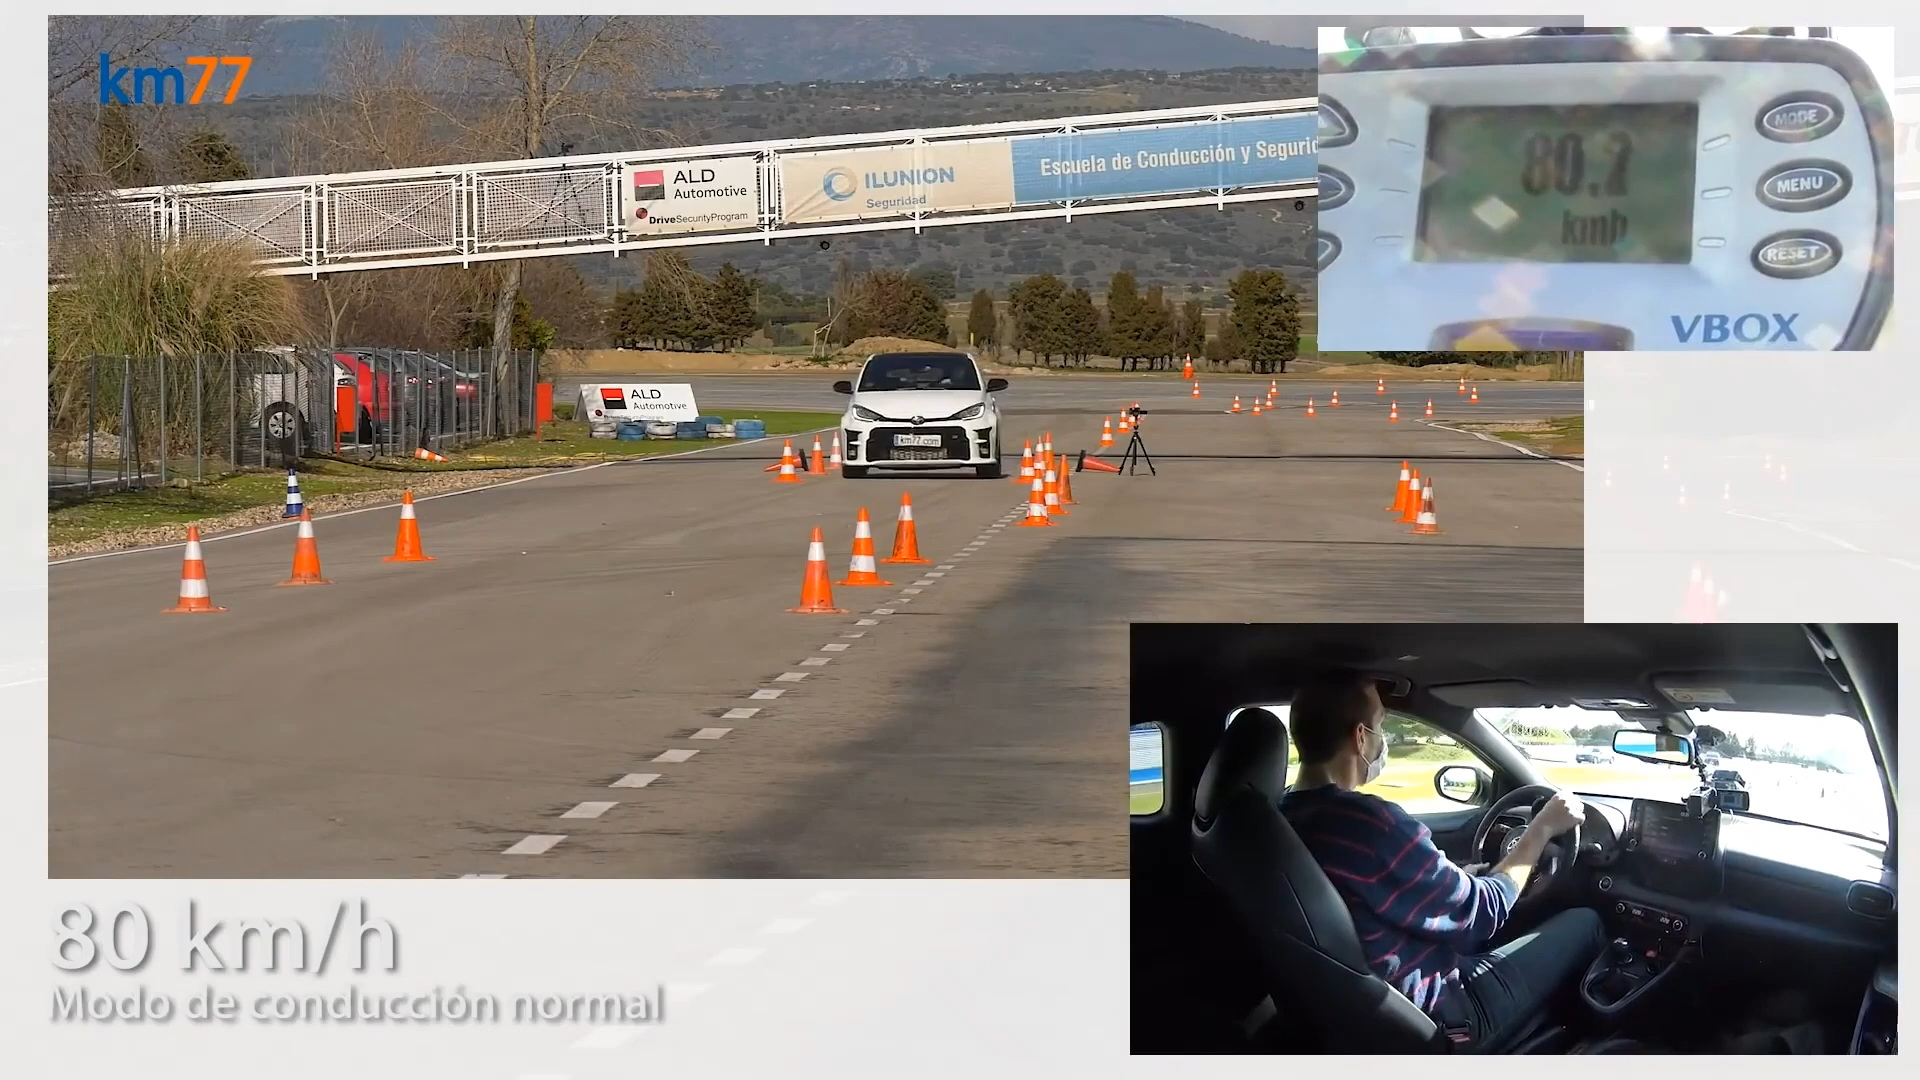 km77
ALD
Automotive
DriveSecurityProgram
ILUNION
Seguridad
Escuela de Conducción y Segurid
80.2
kmh
MODE
MENU
RESET
VBOX
ALD
Automotive
km77.com
80 km/h
Modo de conducción normal